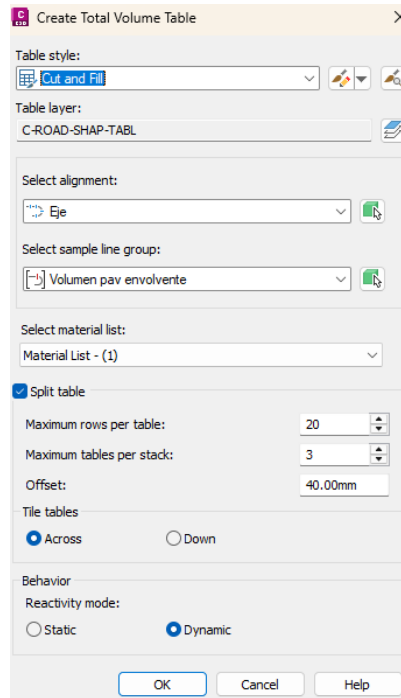 C
C3D
Create Total Volume Table
Table style:
Cut and Fill
Table layer:
C-ROAD-SHAP-TABL
Select alignment:
Eje
Select sample line group:
Volumen pav envolvente
Select material list:
Material List - (1)
Split table
Maximum rows per table: 20
Maximum tables per stack: 3
Offset: 40.00mm
Tile tables
Across Down
Behavior
Reactivity mode:
Static Dynamic
OK Cancel Help